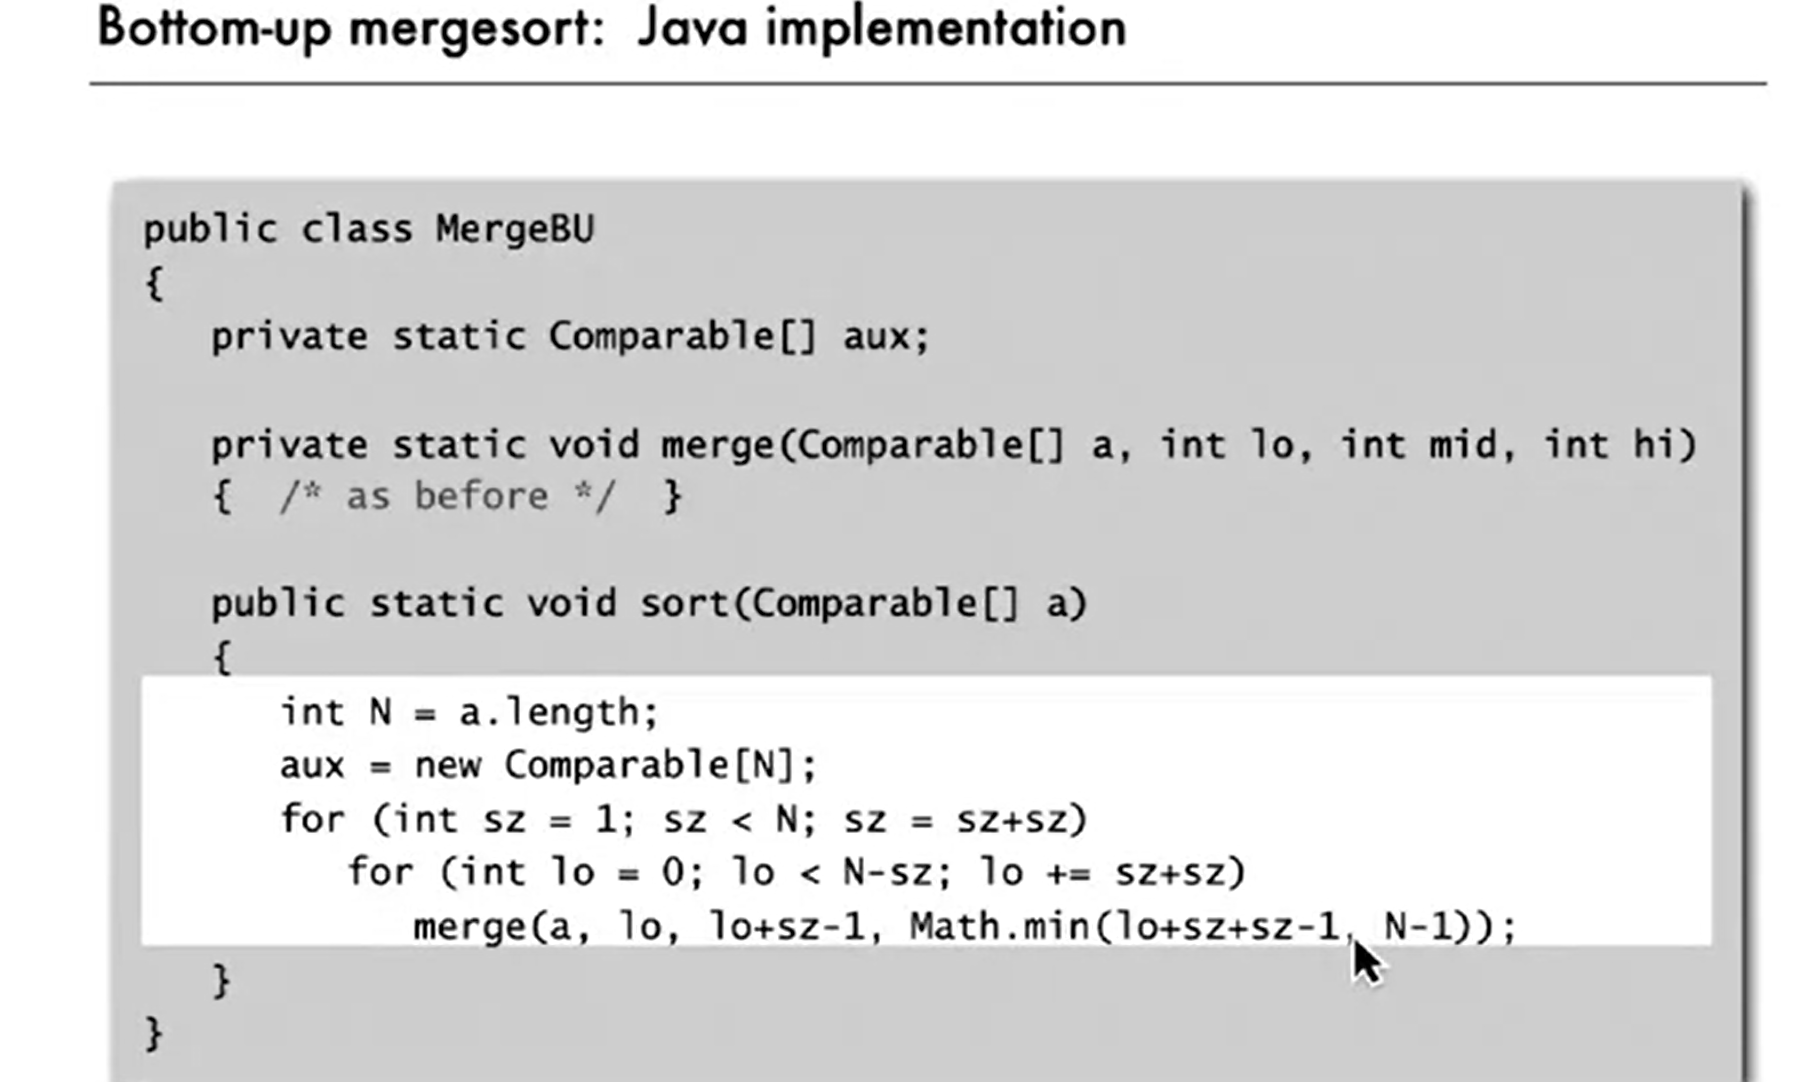 Bottom-up mergesort: Java implementation
public class MergeBU
{
private static Comparable[] aux;
private static void merge(Comparable[] a, int lo, int mid, int hi)
{ /* as before */ }
public static void sort(Comparable[] a)
{
int N = a.length;
aux = new Comparable[N];
for (int sz = 1; sz < N; sz = sz+sz)
for (int lo = 0; lo < N-sz; lo += sz+sz)
merge(a, lo, lo+sz-1, Math.min(lo+sz+sz-1, N-1));
}
}